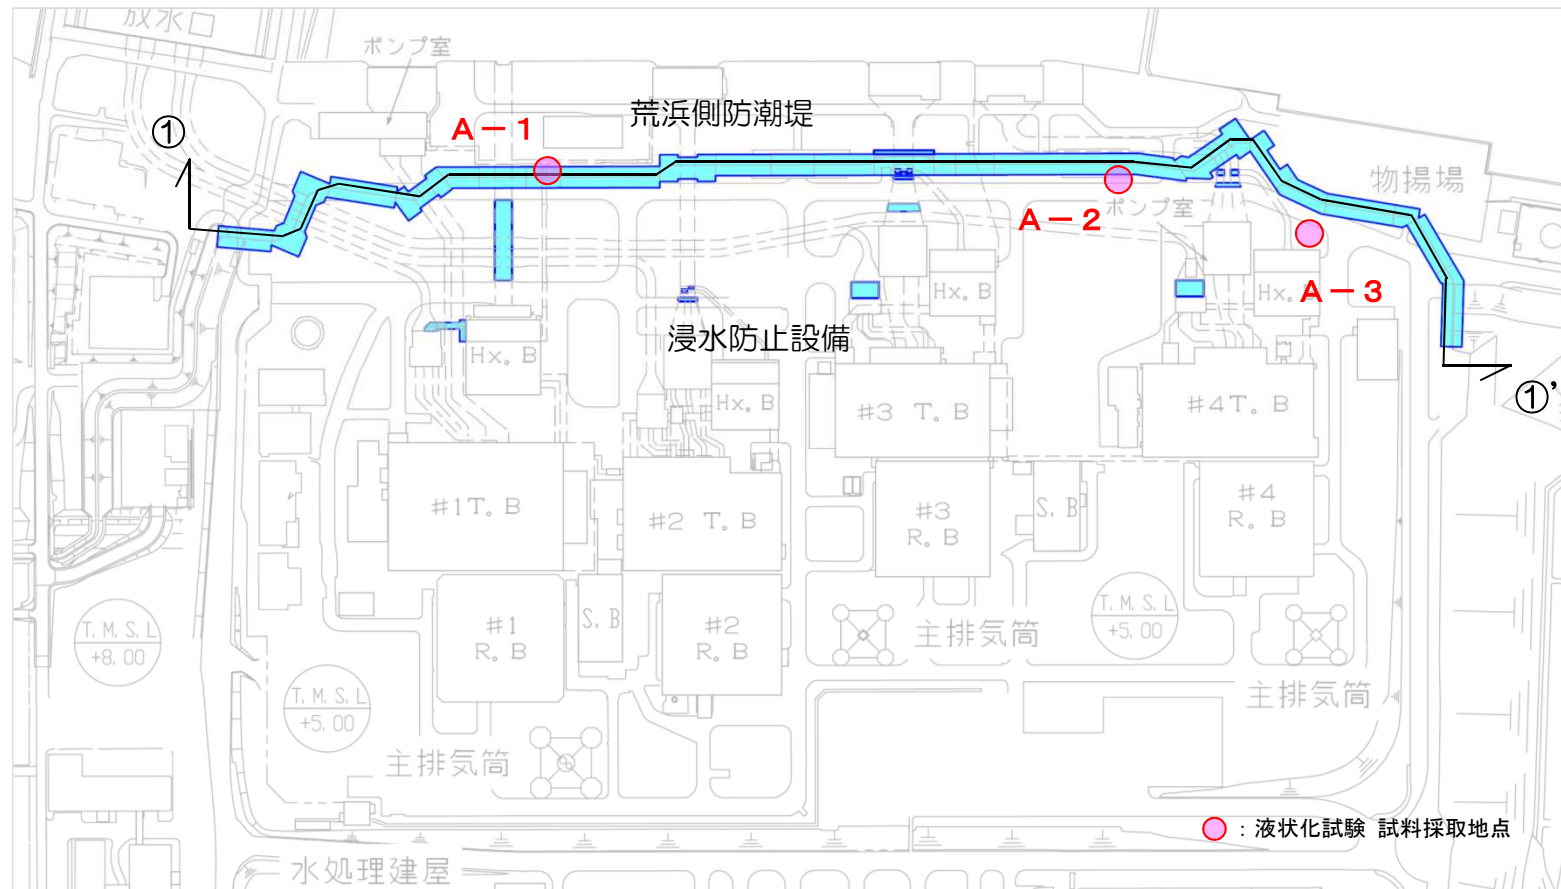 放水口
ポンプ室
荒浜側防潮堤
①
A－1
物揚場
A－2
ポンプ室
A－3
Hx. B
Hx. B
浸水防止設備
Hx. B
Hx. B
①’
#3 T. B
#4 T. B
#1 T. B
#2 T. B
#3
R. B
S. B
#4
R. B
T. M. S. L
+8. 00
#1
R. B
S. B
#2
R. B
主排気筒
T. M. S. L
+5. 00
T. M. S. L
+5. 00
主排気筒
主排気筒
：液状化試験 試料採取地点
水処理建屋